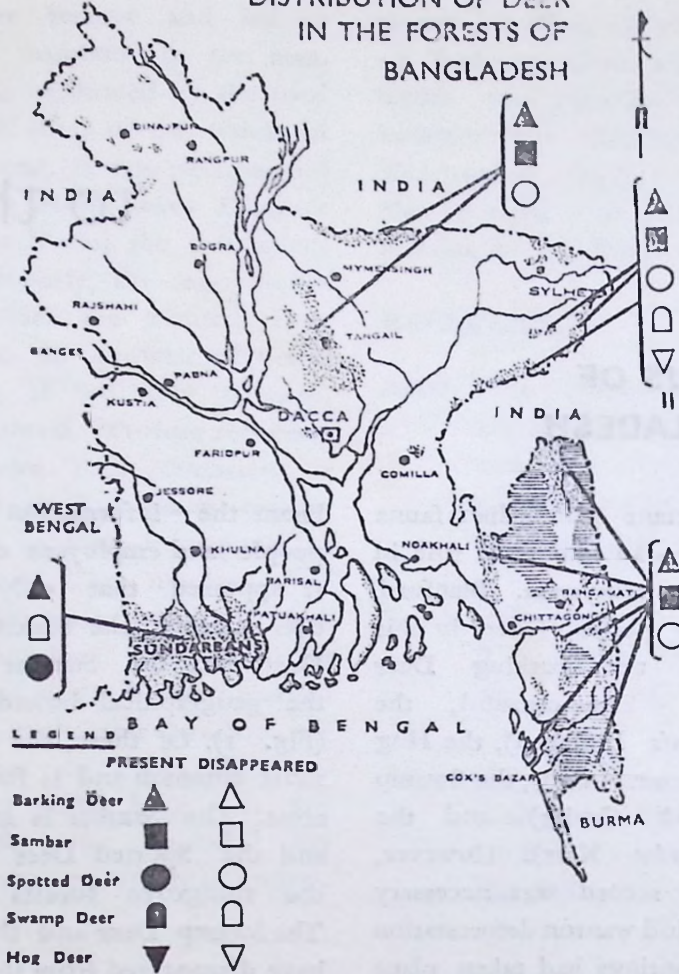 DISTRIBUTION OF DEER
IN THE FORESTS OF
BANGLADESH
n
INDIA
DINAJPUR
RANGPUR
INDIA
BOGRA
MYMENSINGH
SYLHET
RAJSHAHI
TANGAIL
GANGES
PABNA
KUSTIA
DACCA
INDIA
FARIDPUR
COMILLA
JESSORE
WEST
BENGAL
KHULNA
NOAKHALI
BARISAL
RANGAMATI
PATUAKHALI
CHITTAGONG
SUNDARBANS
BAY OF BENGAL
LEGEND
COX'S BAZAR
BURMA
PRESENT DISAPPEARED
Barking Deer
Sambar
Spotted Deer
Swamp Deer
Hog Deer